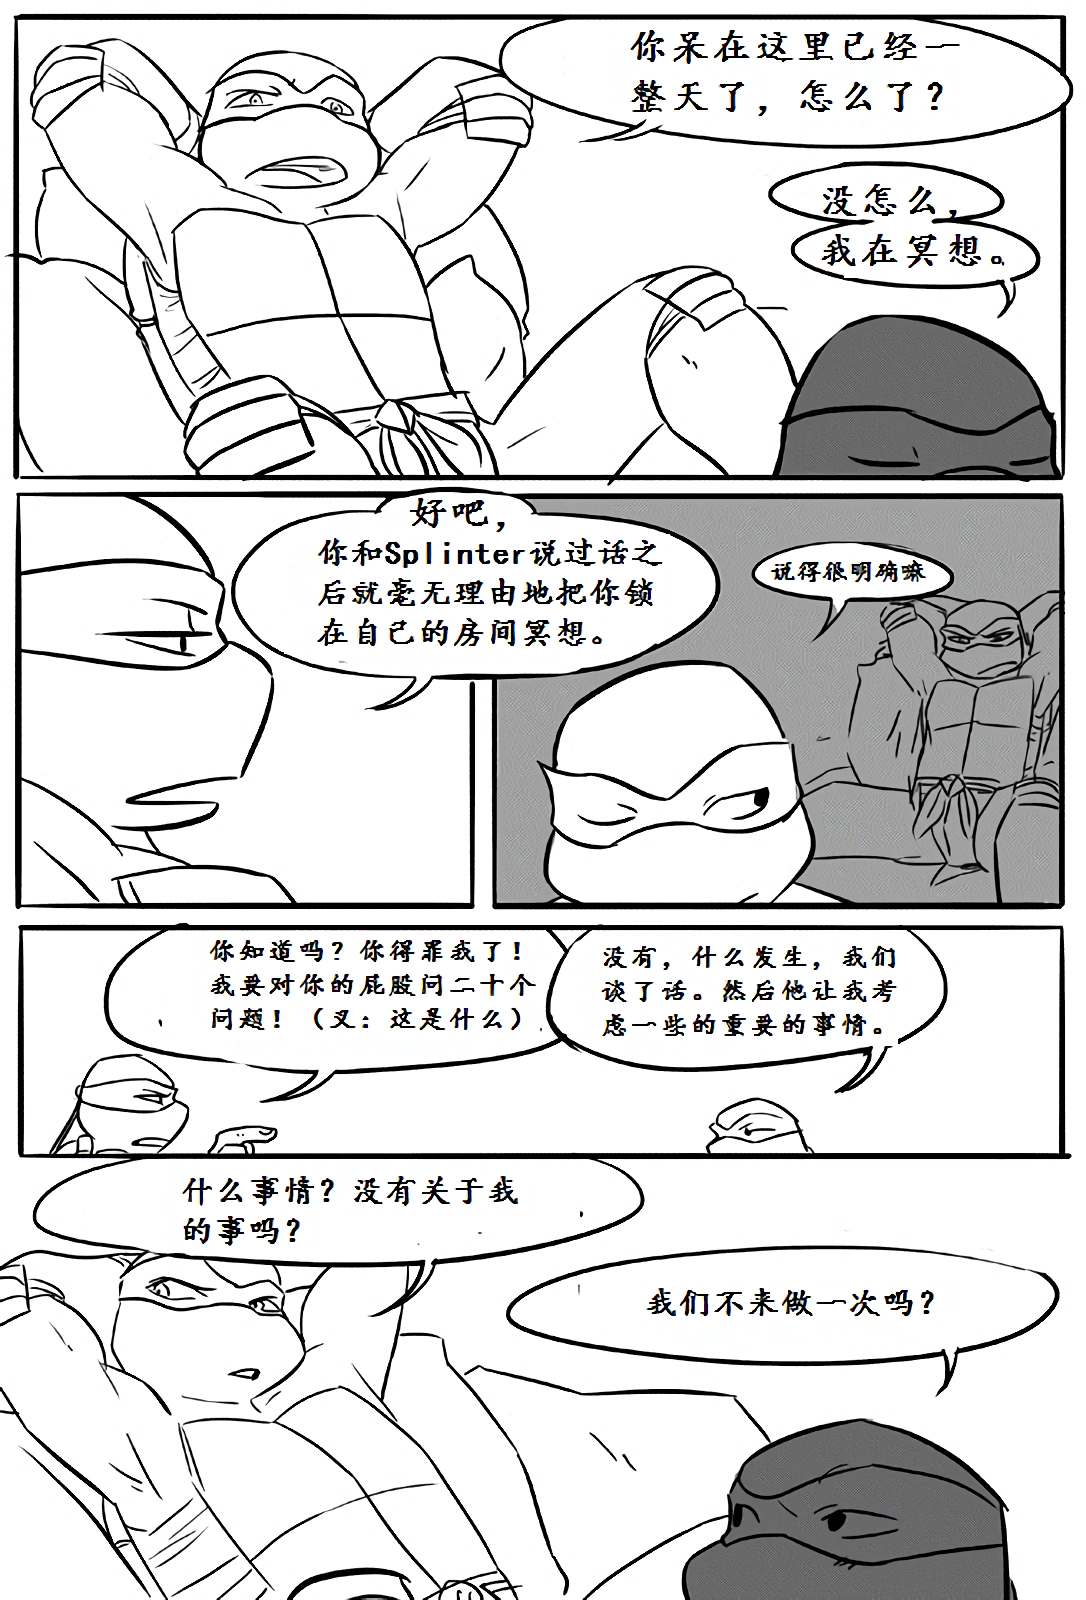 你呆在这里已经一
整天了，怎么了？
没怎么，
我在冥想。
好吧，
你和Splinter说过话之
后就毫无理由地把你锁
在自己的房间冥想。
说得很明确嘛
你知道吗？你得罪我了！
我要对你的屁股问二十个
问题！（叉：这是什么）
没有，什么发生，我们
谈了话。然后他让我考
虑一些的重要的事情。
什么事情？没有关于我
的事吗？
我们不来做一次吗？